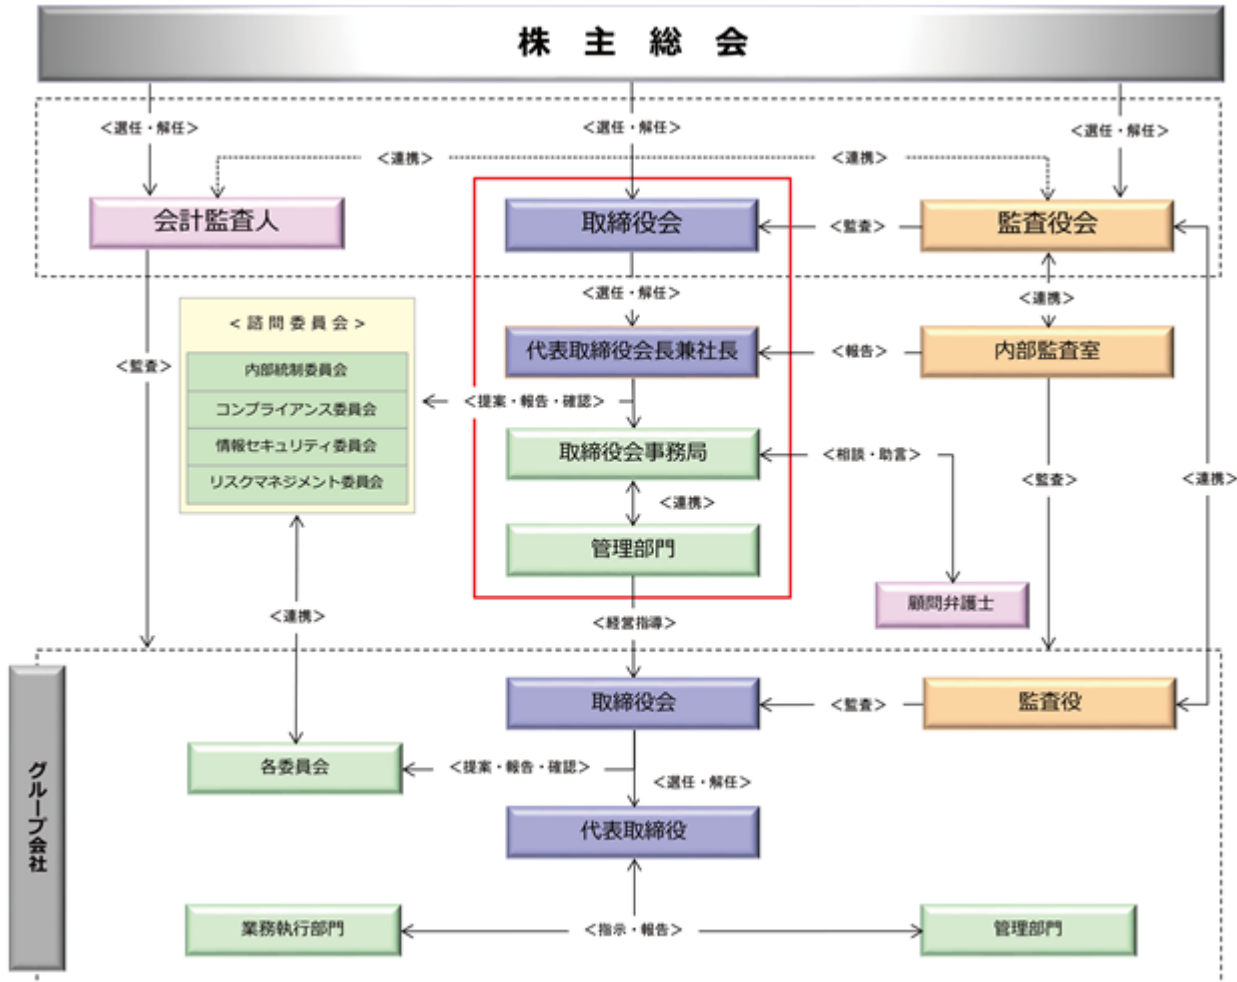 株主総会
＜選任・解任＞
＜選任・解任＞
＜選任・解任＞
＜連携＞
＜連携＞
会計監査人
取締役会
＜監査＞
監査役会
＜選任・解任＞
＜連携＞
＜諮問委員会＞
内部統制委員会
コンプライアンス委員会
情報セキュリティ委員会
リスクマネジメント委員会
＜監査＞
代表取締役会長兼社長
＜報告＞
内部監査室
＜提案・報告・確認＞
取締役会事務局
＜相談・助言＞
＜監査＞
＜連携＞
＜連携＞
管理部門
顧問弁護士
＜連携＞
＜経営指導＞
グループ会社
取締役会
＜監査＞
監査役
各委員会
＜提案・報告・確認＞
＜選任・解任＞
代表取締役
業務執行部門
＜指示・報告＞
管理部門